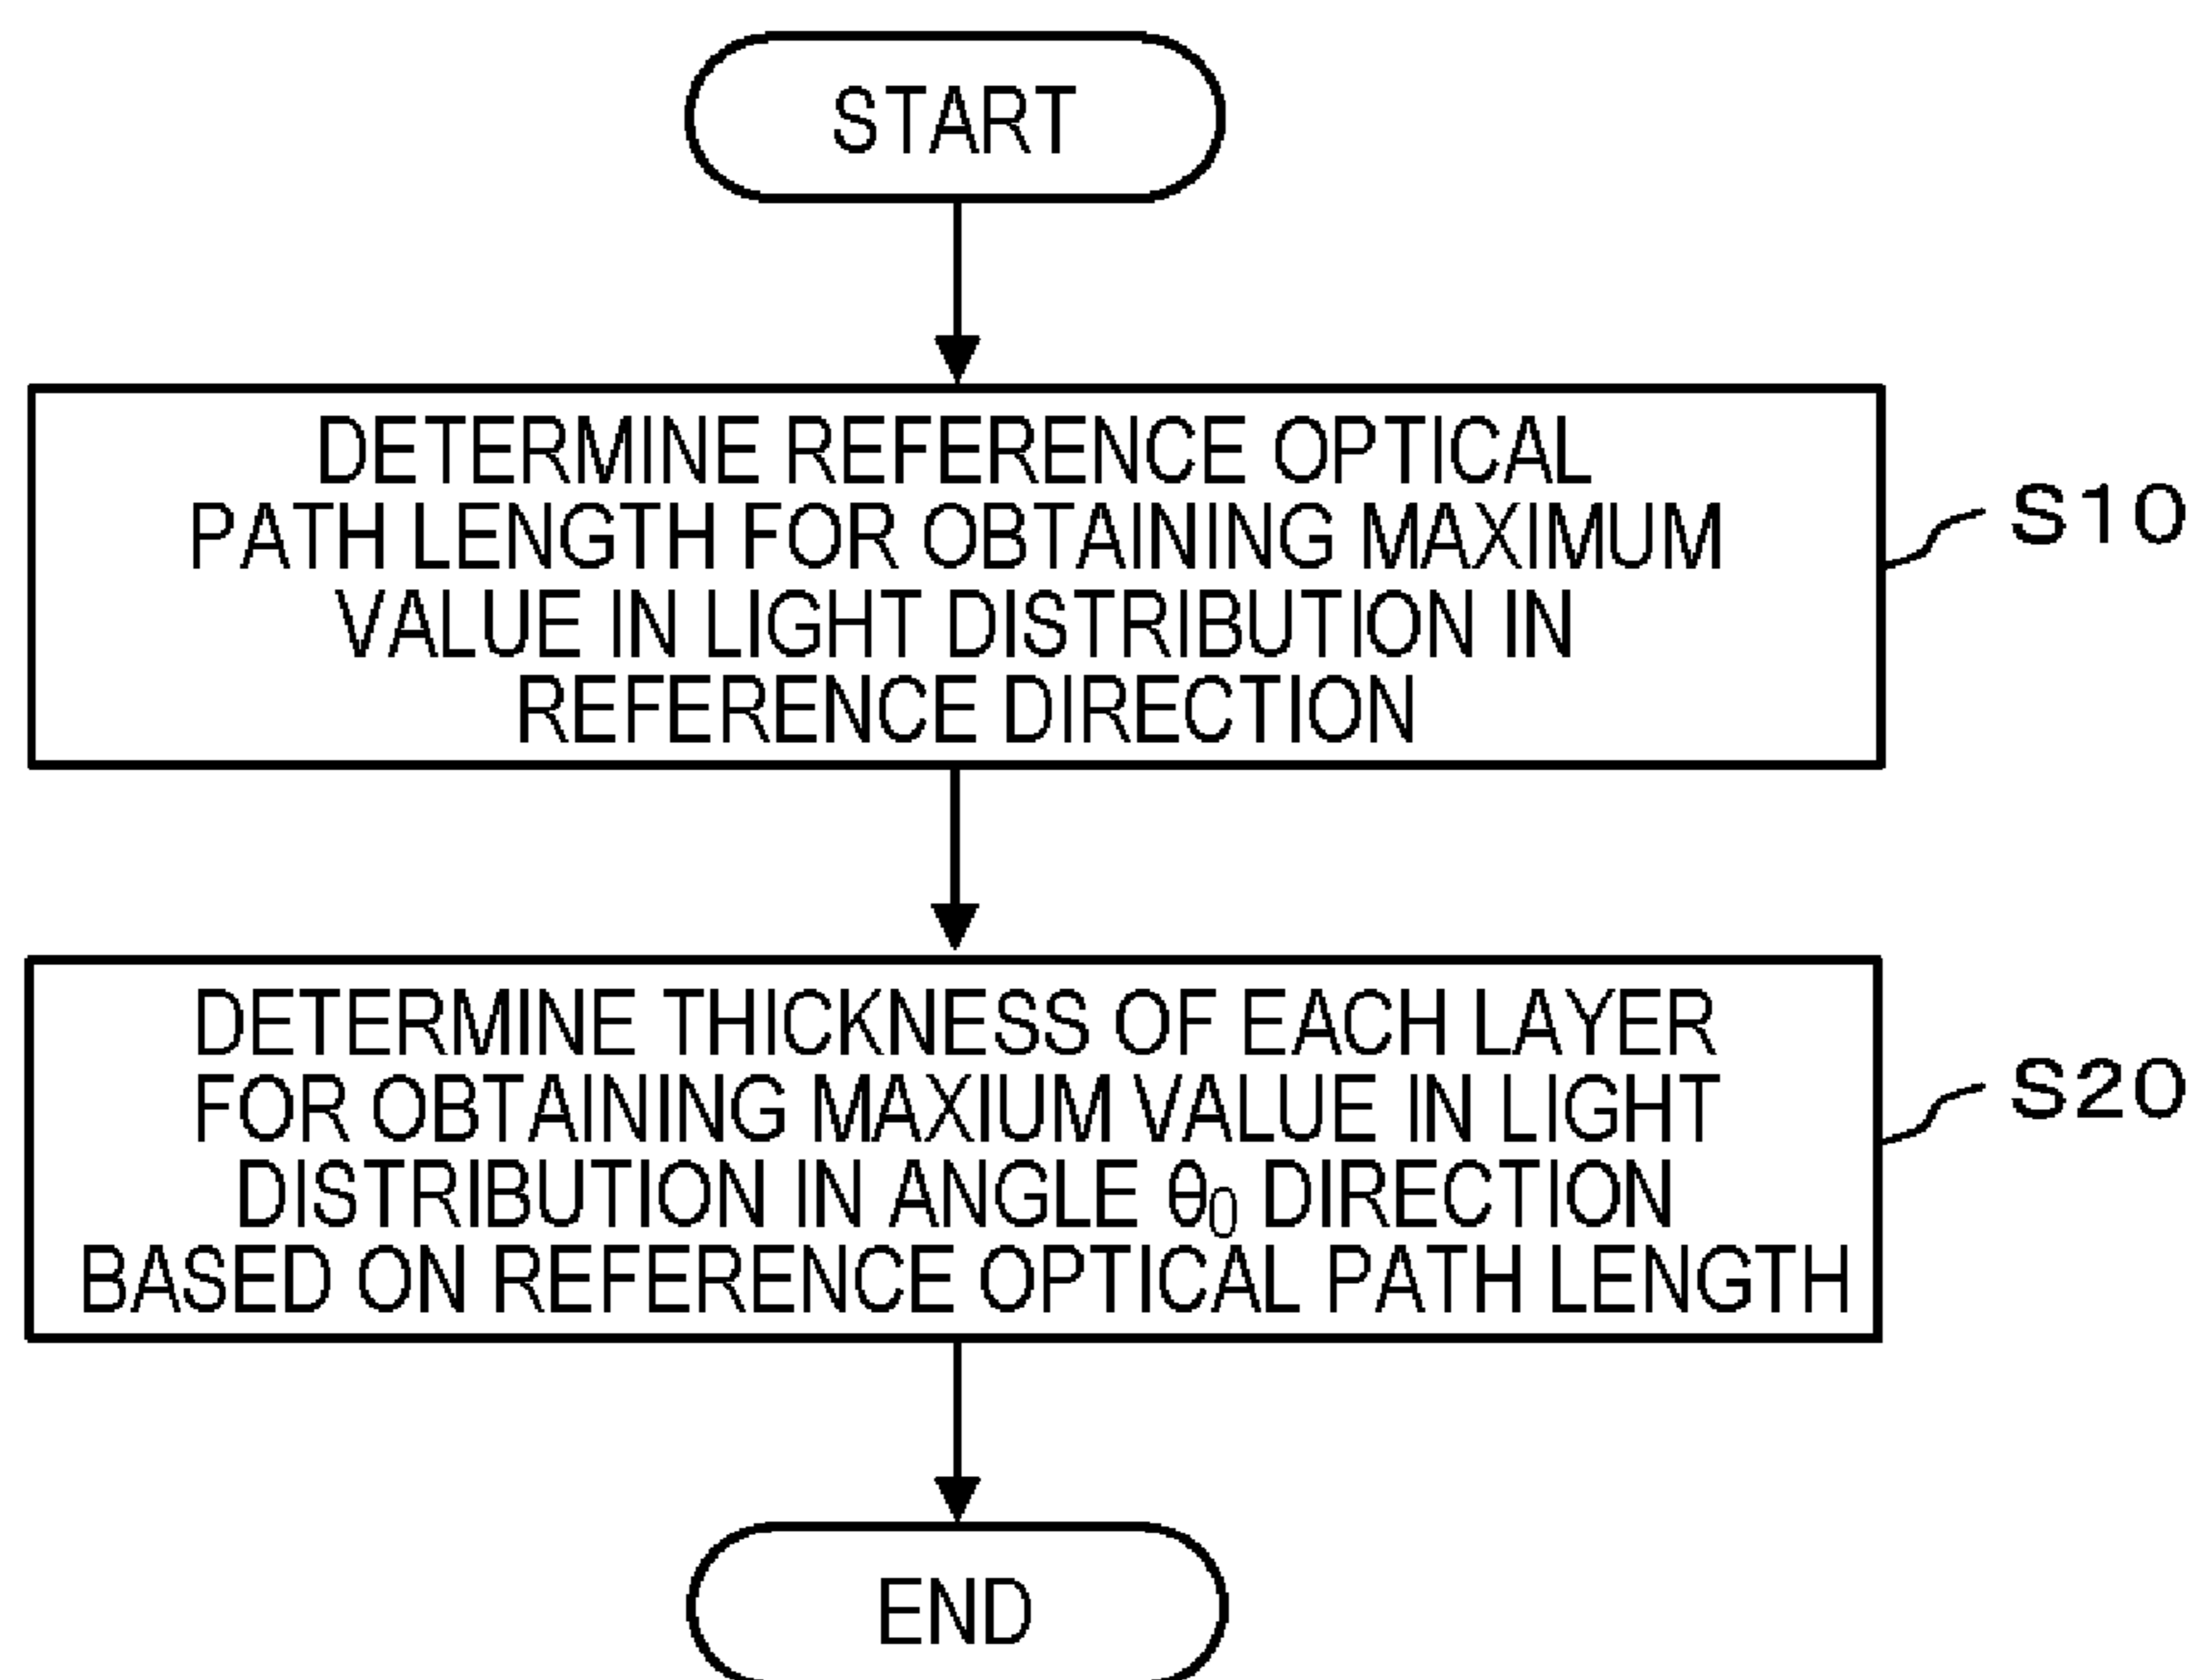 START
DETERMINE REFERENCE OPTICAL
PATH LENGTH FOR OBTAINING MAXIMUM
VALUE IN LIGHT DISTRIBUTION IN
REFERENCE DIRECTION
S10
DETERMINE THICKNESS OF EACH LAYER
FOR OBTAINING MAXIUM VALUE IN LIGHT
DISTRIBUTION IN ANGLE θ₀ DIRECTION
BASED ON REFERENCE OPTICAL PATH LENGTH
S20
END